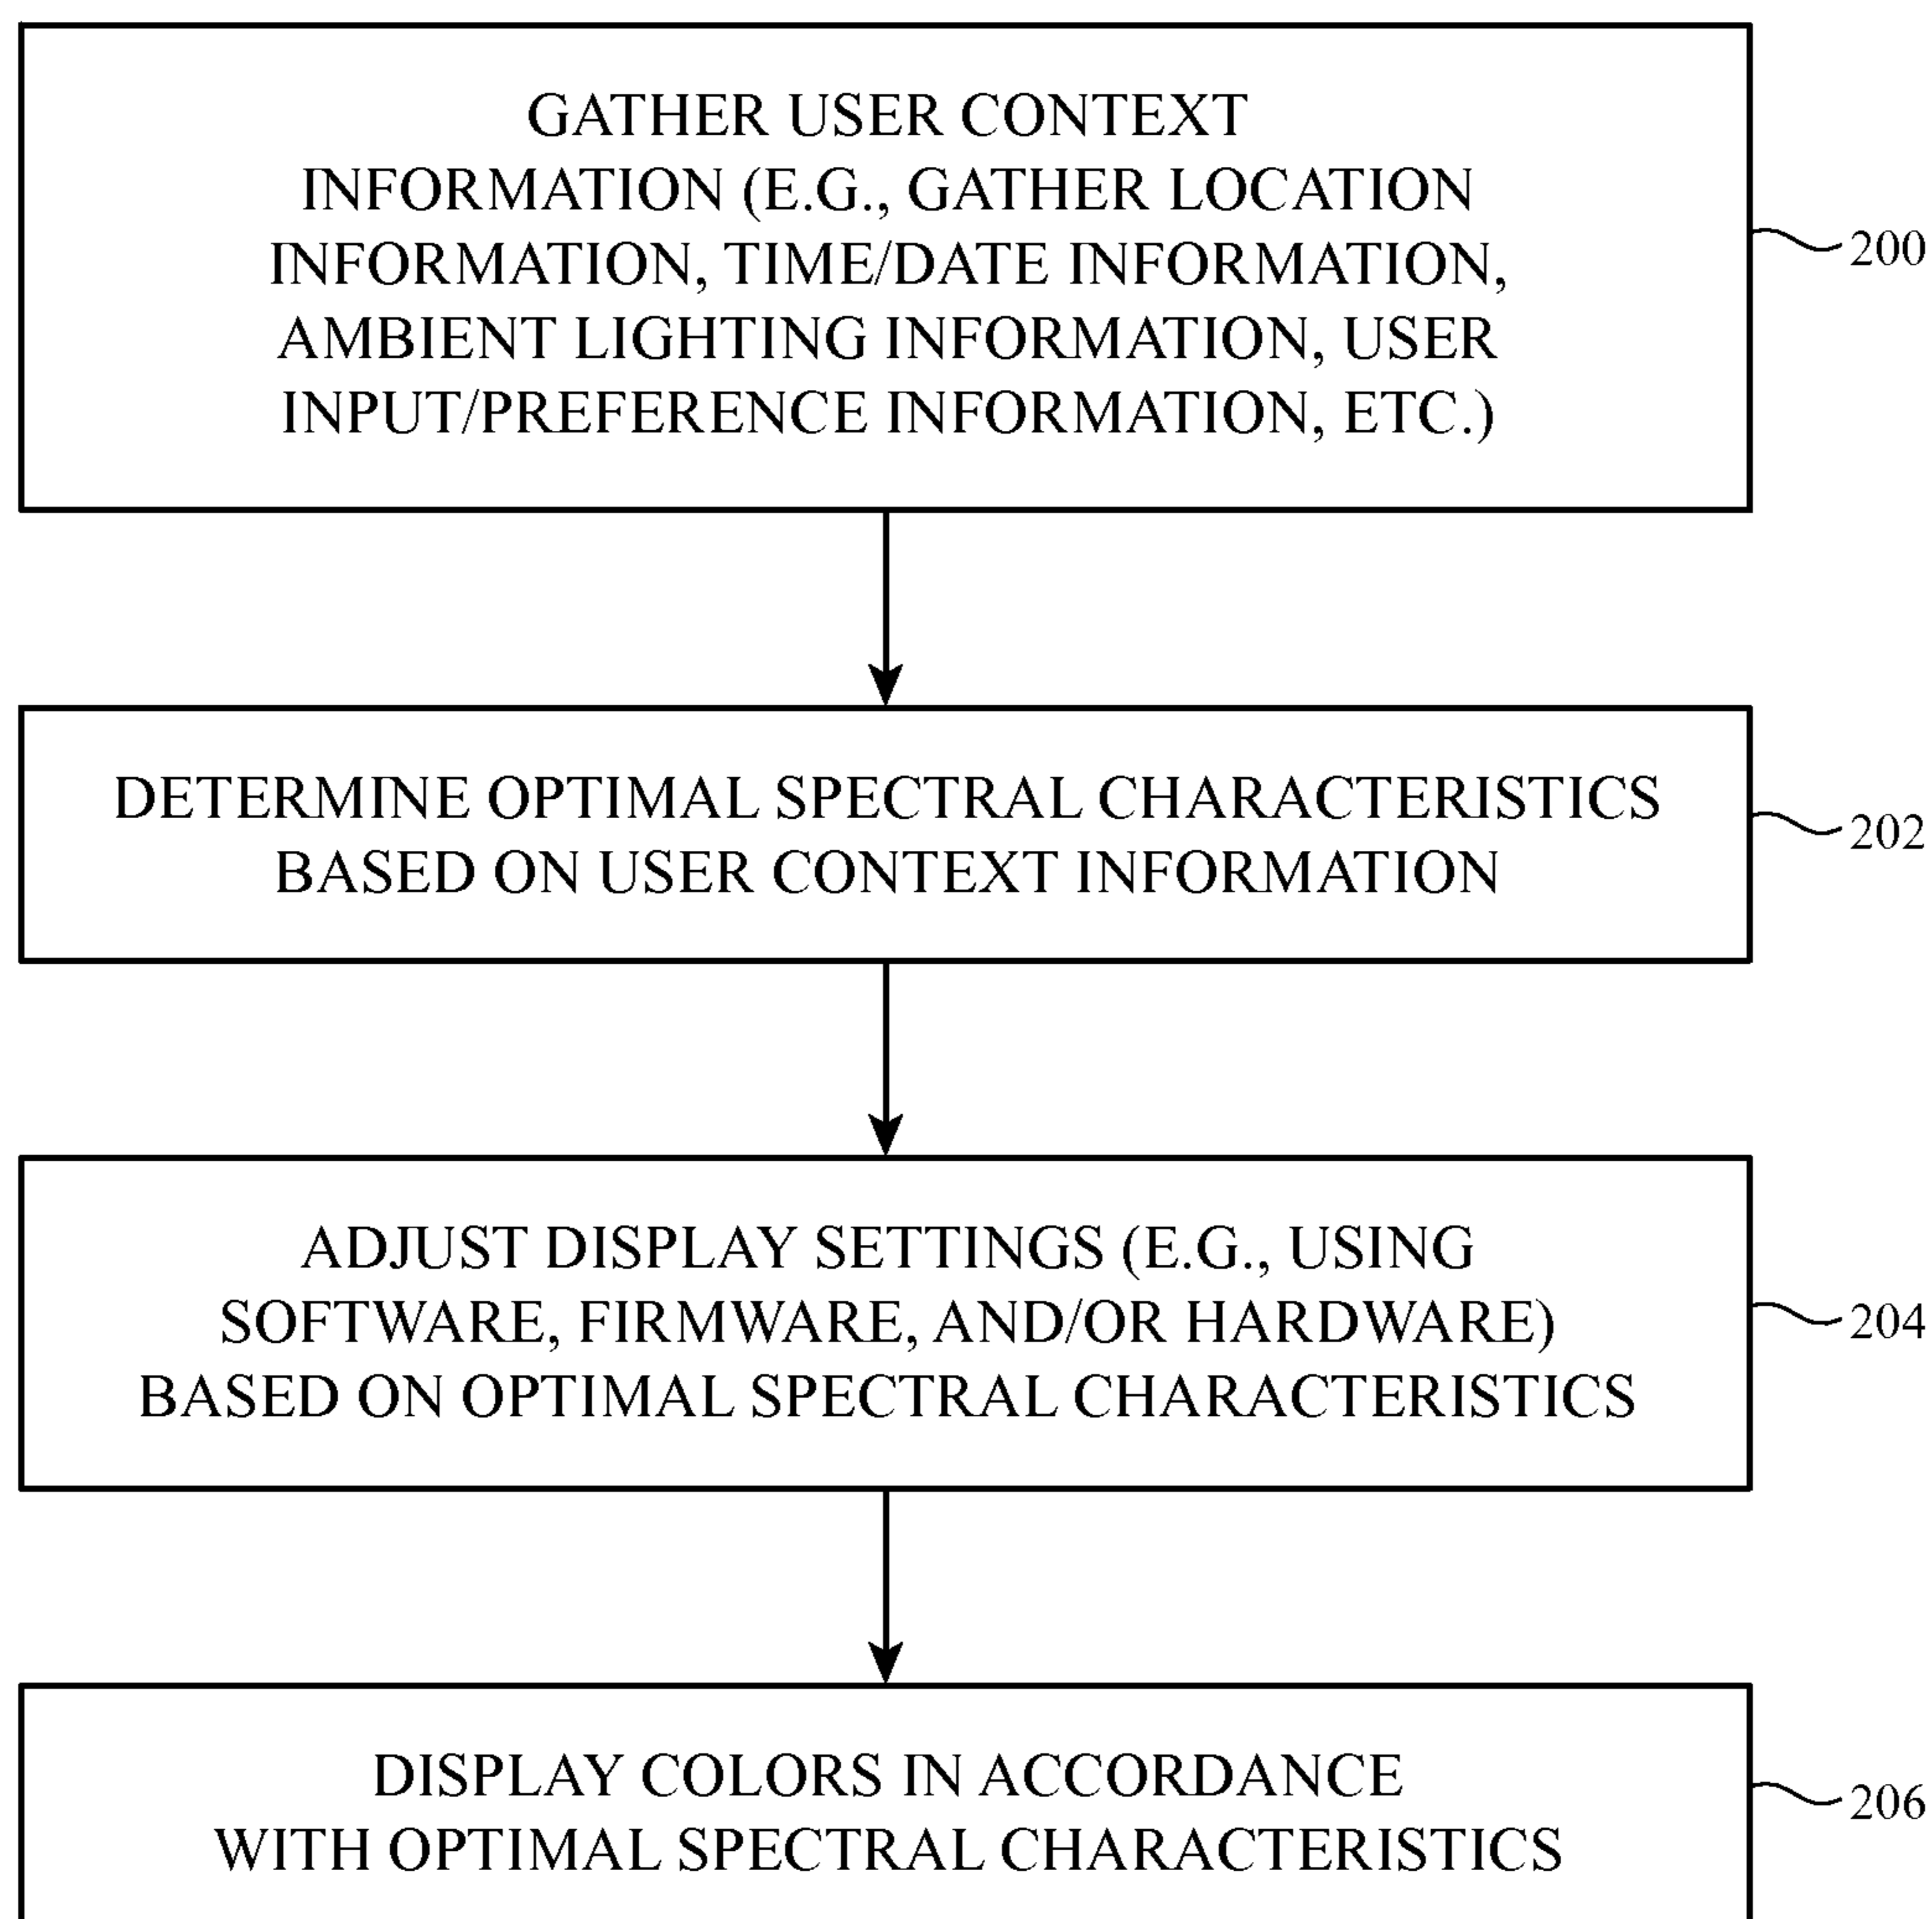 GATHER USER CONTEXT
INFORMATION (E.G., GATHER LOCATION
INFORMATION, TIME/DATE INFORMATION,
AMBIENT LIGHTING INFORMATION, USER
INPUT/PREFERENCE INFORMATION, ETC.)
200
DETERMINE OPTIMAL SPECTRAL CHARACTERISTICS
BASED ON USER CONTEXT INFORMATION
202
ADJUST DISPLAY SETTINGS (E.G., USING
SOFTWARE, FIRMWARE, AND/OR HARDWARE)
BASED ON OPTIMAL SPECTRAL CHARACTERISTICS
204
DISPLAY COLORS IN ACCORDANCE
WITH OPTIMAL SPECTRAL CHARACTERISTICS
206